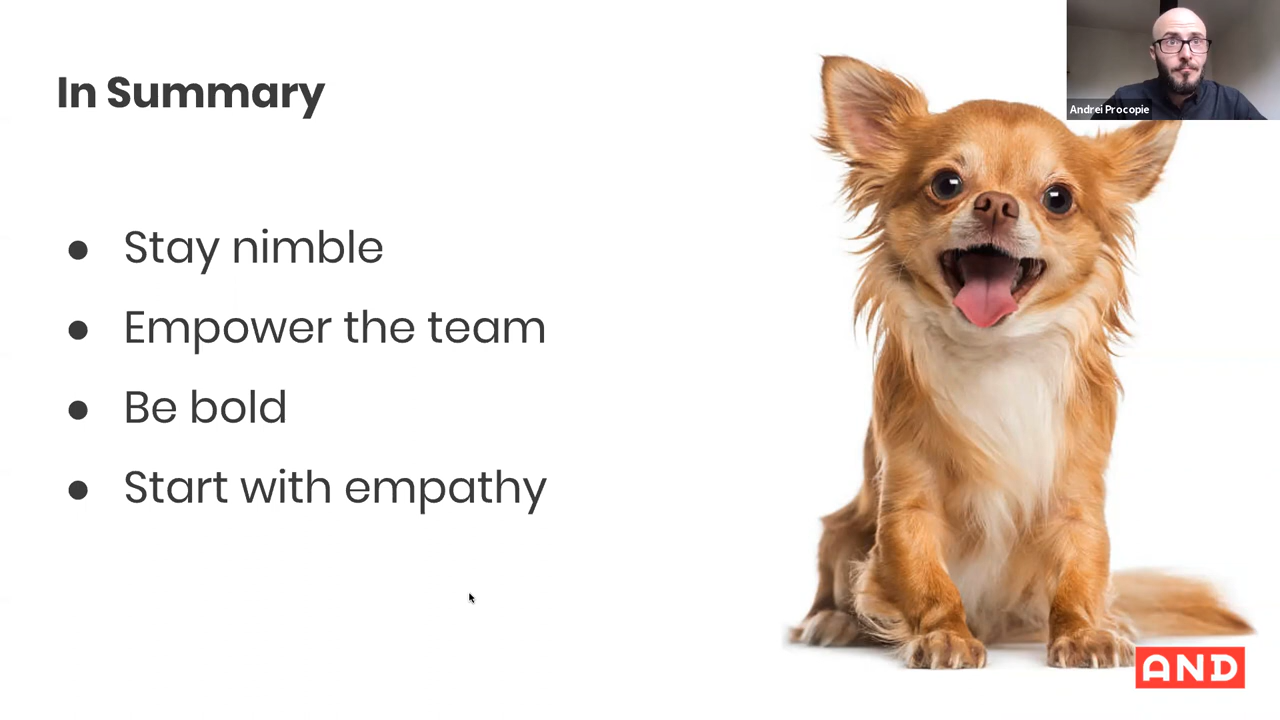 In Summary
● Stay nimble
● Empower the team
● Be bold
● Start with empathy
Andrei Procopie
AND